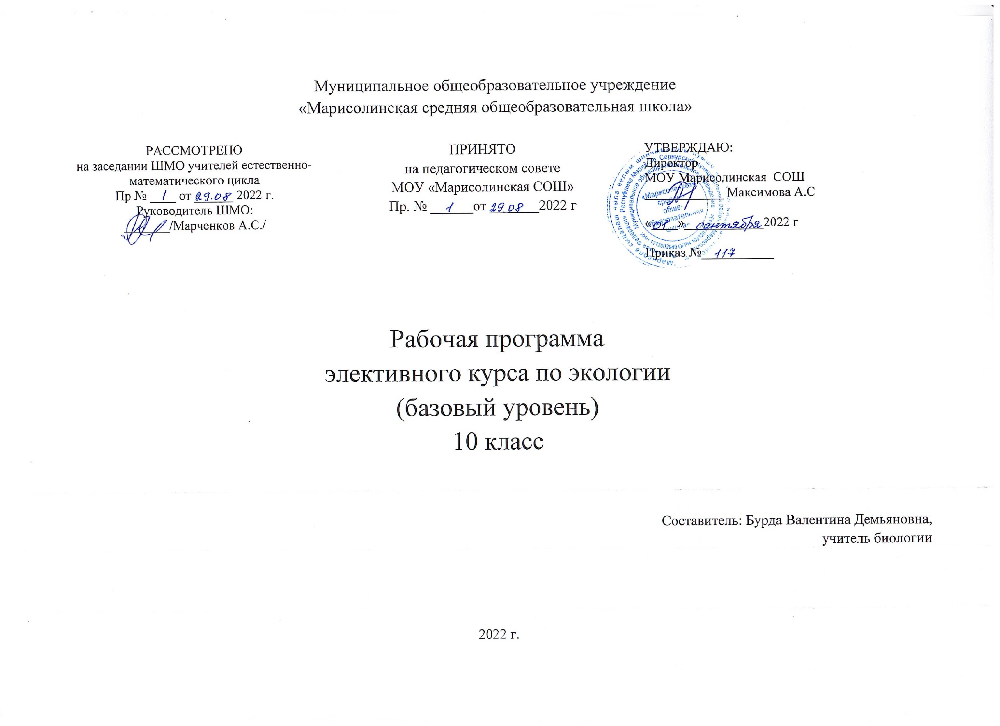 Муниципальное общеобразовательное учреждение
«Марисолинская средняя общеобразовательная школа»
РАССМОТРЕНО
на заседании ШМО учителей естественно-
математического цикла
Пр № 1 от 29.08 2022 г.
Руководитель ШМО:
/Марченков А.С./
ПРИНЯТО
на педагогическом совете
МОУ «Марисолинская СОШ»
Пр. № 1 от 29.08 2022 г
УТВЕРЖДАЮ:
Директор
МОУ Марисолинская СОШ
Максимова А.С
«01» сентября 2022 г
Приказ № 117
«Марисолинская
средняя
обще-
образовательная
школа»
Рабочая программа
элективного курса по экологии
(базовый уровень)
10 класс
Составитель: Бурда Валентина Демьяновна,
учитель биологии
2022 г.